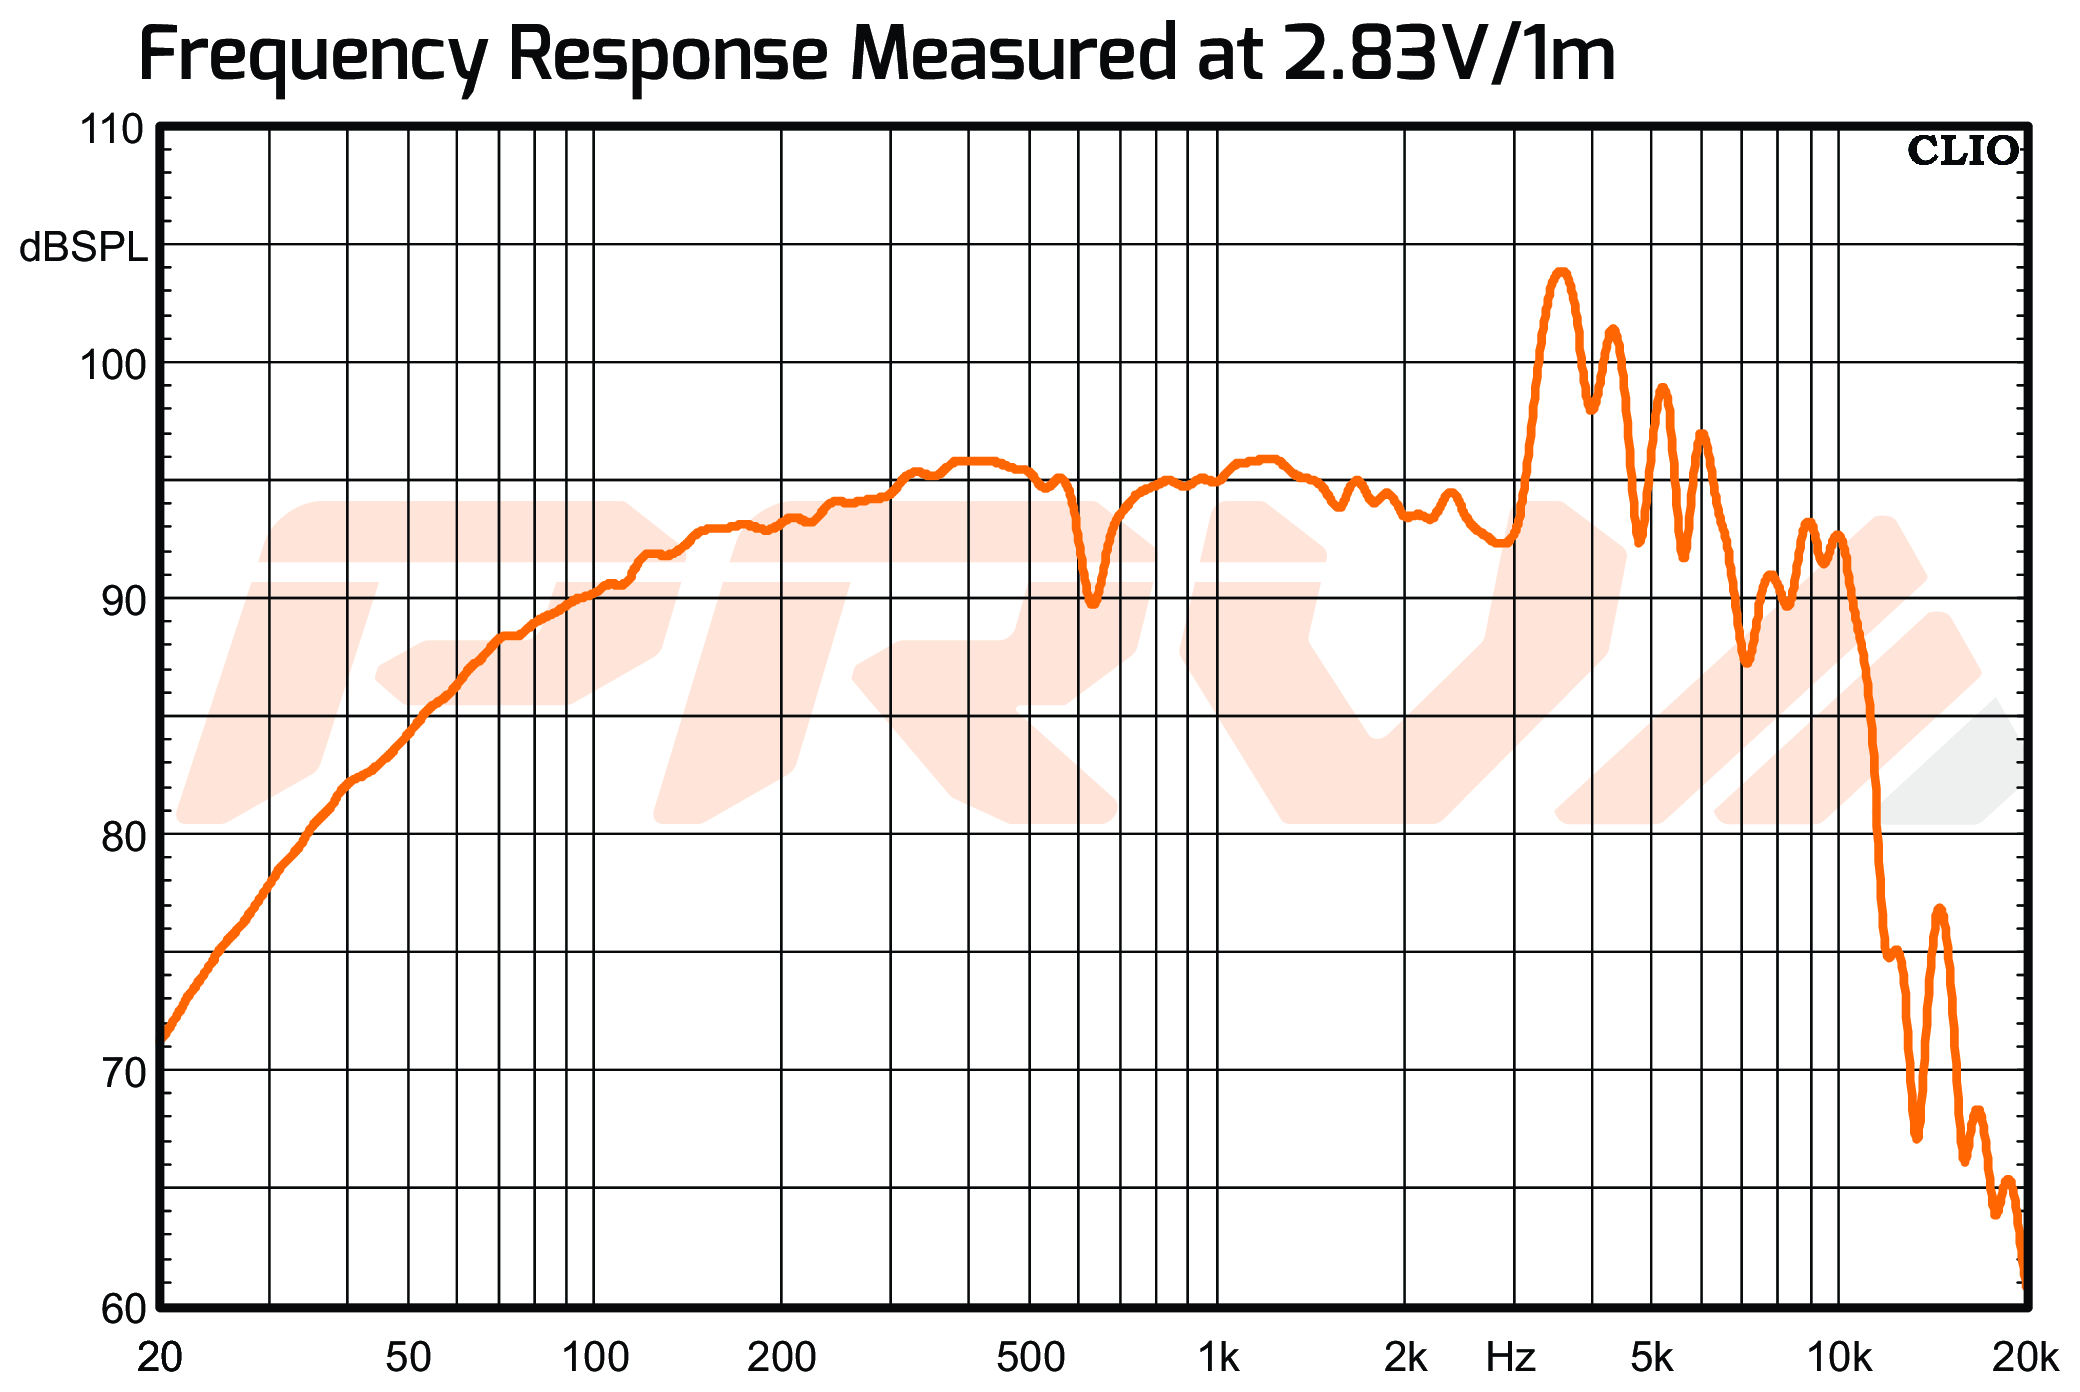 Frequency Response Measured at 2.83V/1m
110
CLIO
dBSPL
100
90
80
70
60
20 50 100 200 500 1k 2k Hz 5k 10k 20k
PRV